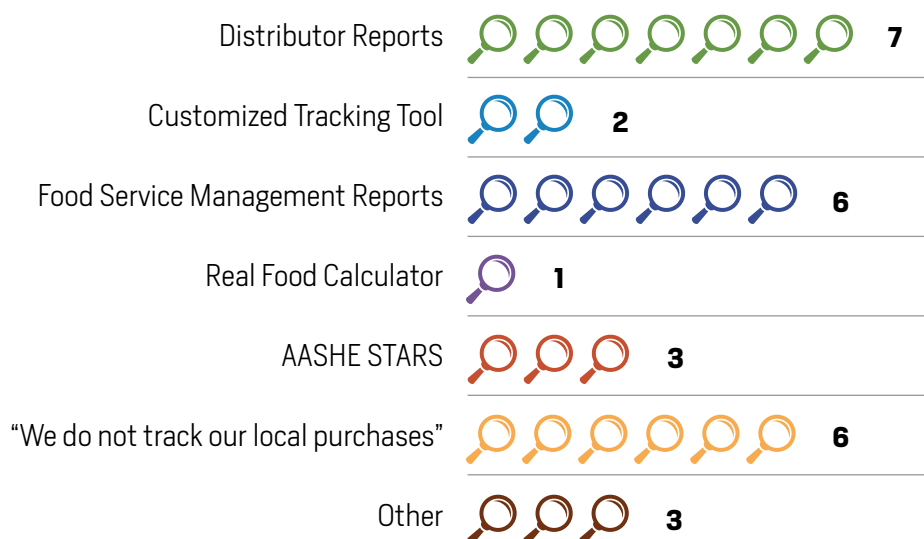 Distributor Reports 7
Customized Tracking Tool 2
Food Service Management Reports 6
Real Food Calculator 1
AASHE STARS 3
“We do not track our local purchases” 6
Other 3